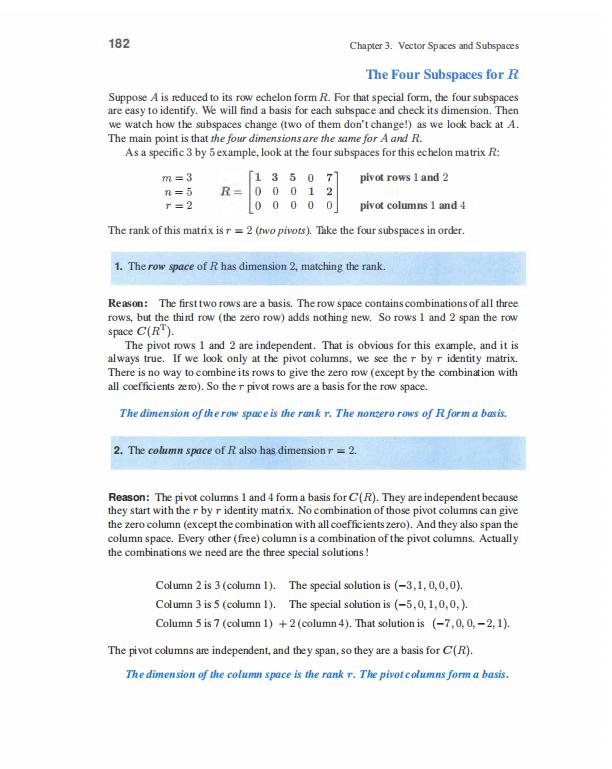 182
Chapter 3. Vector Spaces and Subspaces
The Four Subspaces for R
Suppose A is reduced to its row echelon form R. For that special form, the four subspaces
are easy to identify. We will find a basis for each subspace and check its dimension. Then
we watch how the subspaces change (two of them don't change!) as we look back at A.
The main point is that the four dimensions are the same for A and R.
As a specific 3 by 5 example, look at the four subspaces for this echelon matrix R:
m = 3
n = 5
r = 2
R =
[1 3 5 0 7]
[0 0 0 1 2]
[0 0 0 0 0]
pivot rows 1 and 2
pivot columns 1 and 4
The rank of this matrix is r = 2 (two pivots). Take the four subspaces in order.
1. The row space of R has dimension 2, matching the rank.
Reason: The first two rows are a basis. The row space contains combinations of all three
rows, but the third row (the zero row) adds nothing new. So rows 1 and 2 span the row
space C(Rᵀ).
The pivot rows 1 and 2 are independent. That is obvious for this example, and it is
always true. If we look only at the pivot columns, we see the r by r identity matrix.
There is no way to combine its rows to give the zero row (except by the combination with
all coefficients zero). So the r pivot rows are a basis for the row space.
The dimension of the row space is the rank r. The nonzero rows of R form a basis.
2. The column space of R also has dimension r = 2.
Reason: The pivot columns 1 and 4 form a basis for C(R). They are independent because
they start with the r by r identity matrix. No combination of those pivot columns can give
the zero column (except the combination with all coefficients zero). And they also span the
column space. Every other (free) column is a combination of the pivot columns. Actually
the combinations we need are the three special solutions !
Column 2 is 3 (column 1). The special solution is (−3, 1, 0, 0, 0).
Column 3 is 5 (column 1). The special solution is (−5, 0, 1, 0, 0, ).
Column 5 is 7 (column 1) + 2 (column 4). That solution is (−7, 0, 0, −2, 1).
The pivot columns are independent, and they span, so they are a basis for C(R).
The dimension of the column space is the rank r. The pivot columns form a basis.